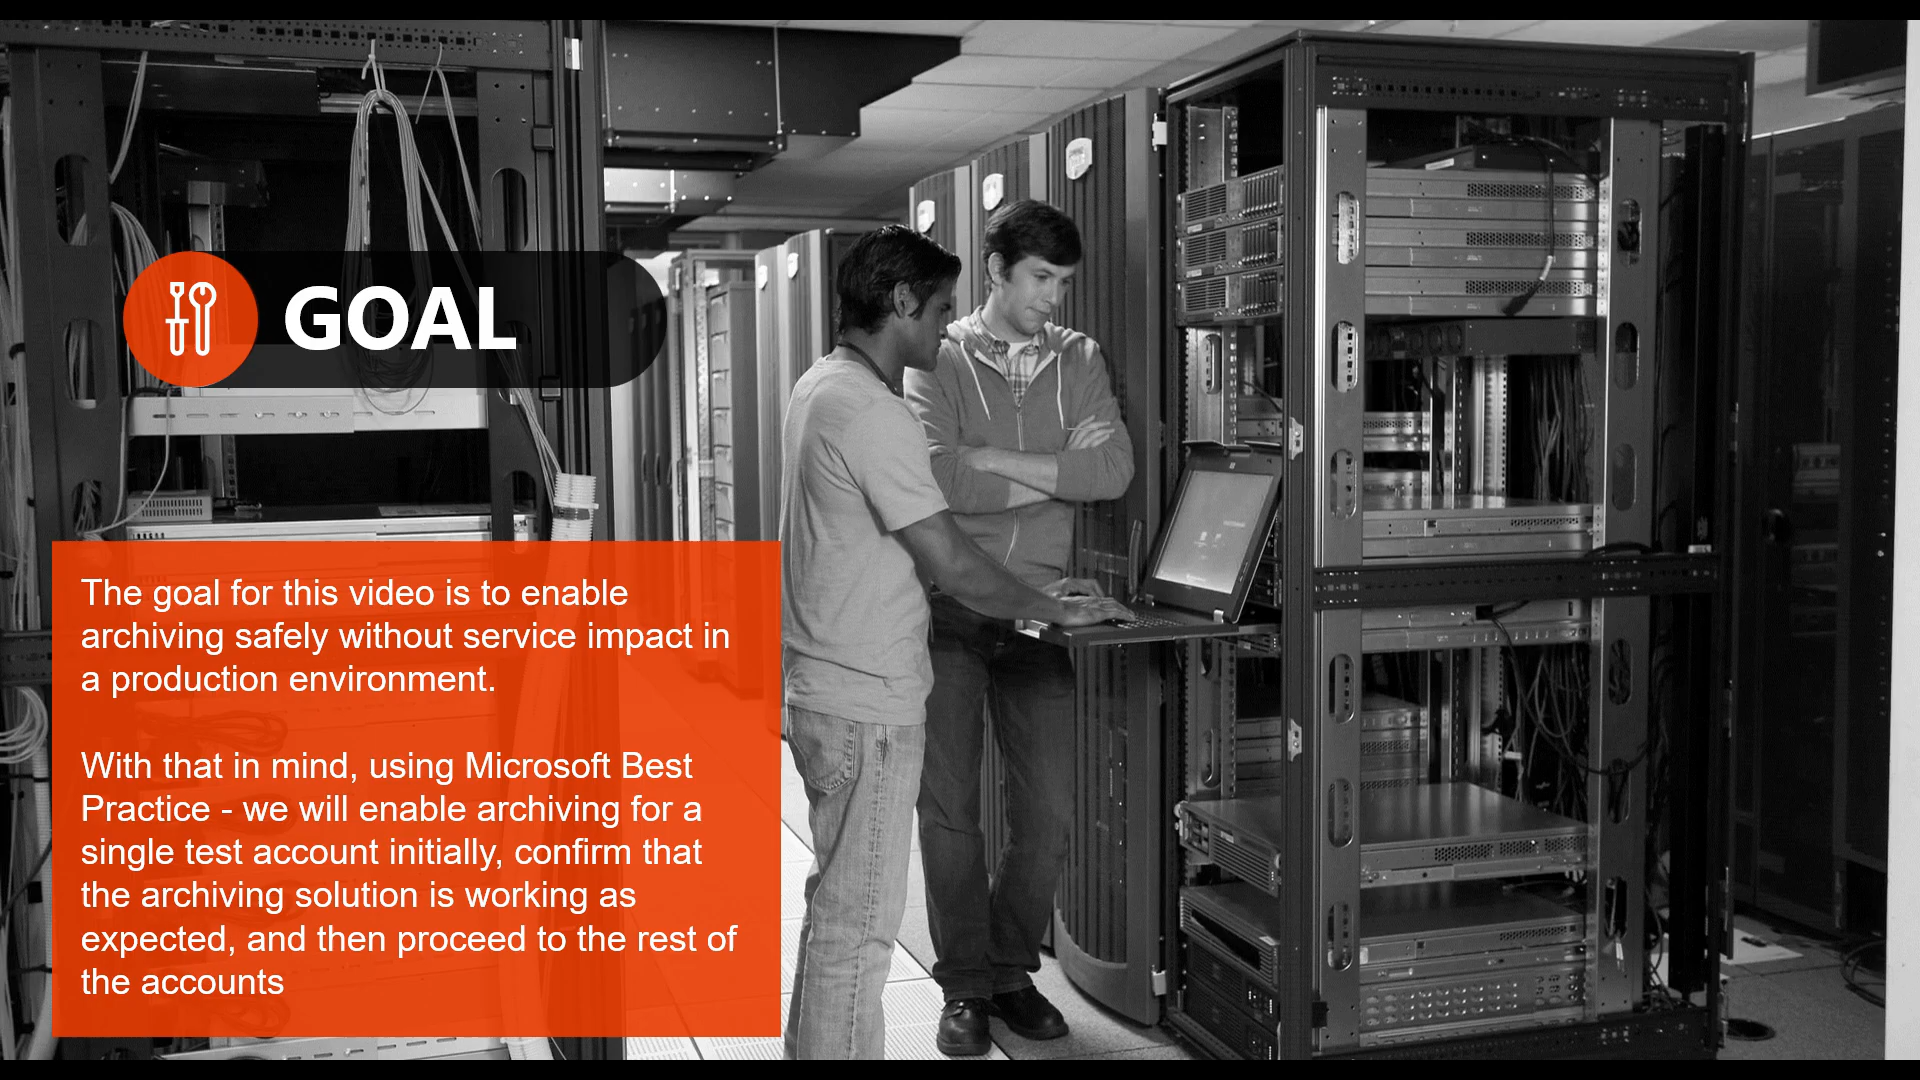 GOAL
The goal for this video is to enable
archiving safely without service impact in
a production environment.
With that in mind, using Microsoft Best
Practice - we will enable archiving for a
single test account initially, confirm that
the archiving solution is working as
expected, and then proceed to the rest of
the accounts